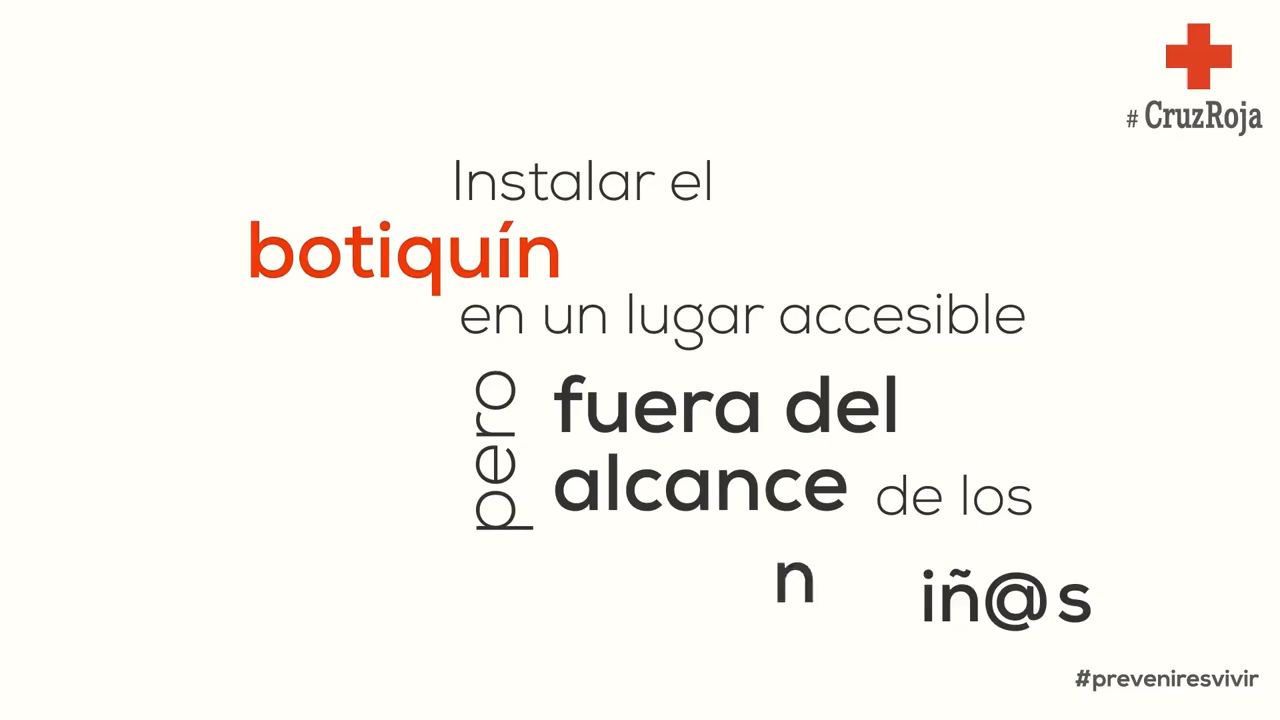 # CruzRoja
Instalar el
botiquín
en un lugar accesible
pero
fuera del
alcance de los
n iñ@s
#preveniresvivir